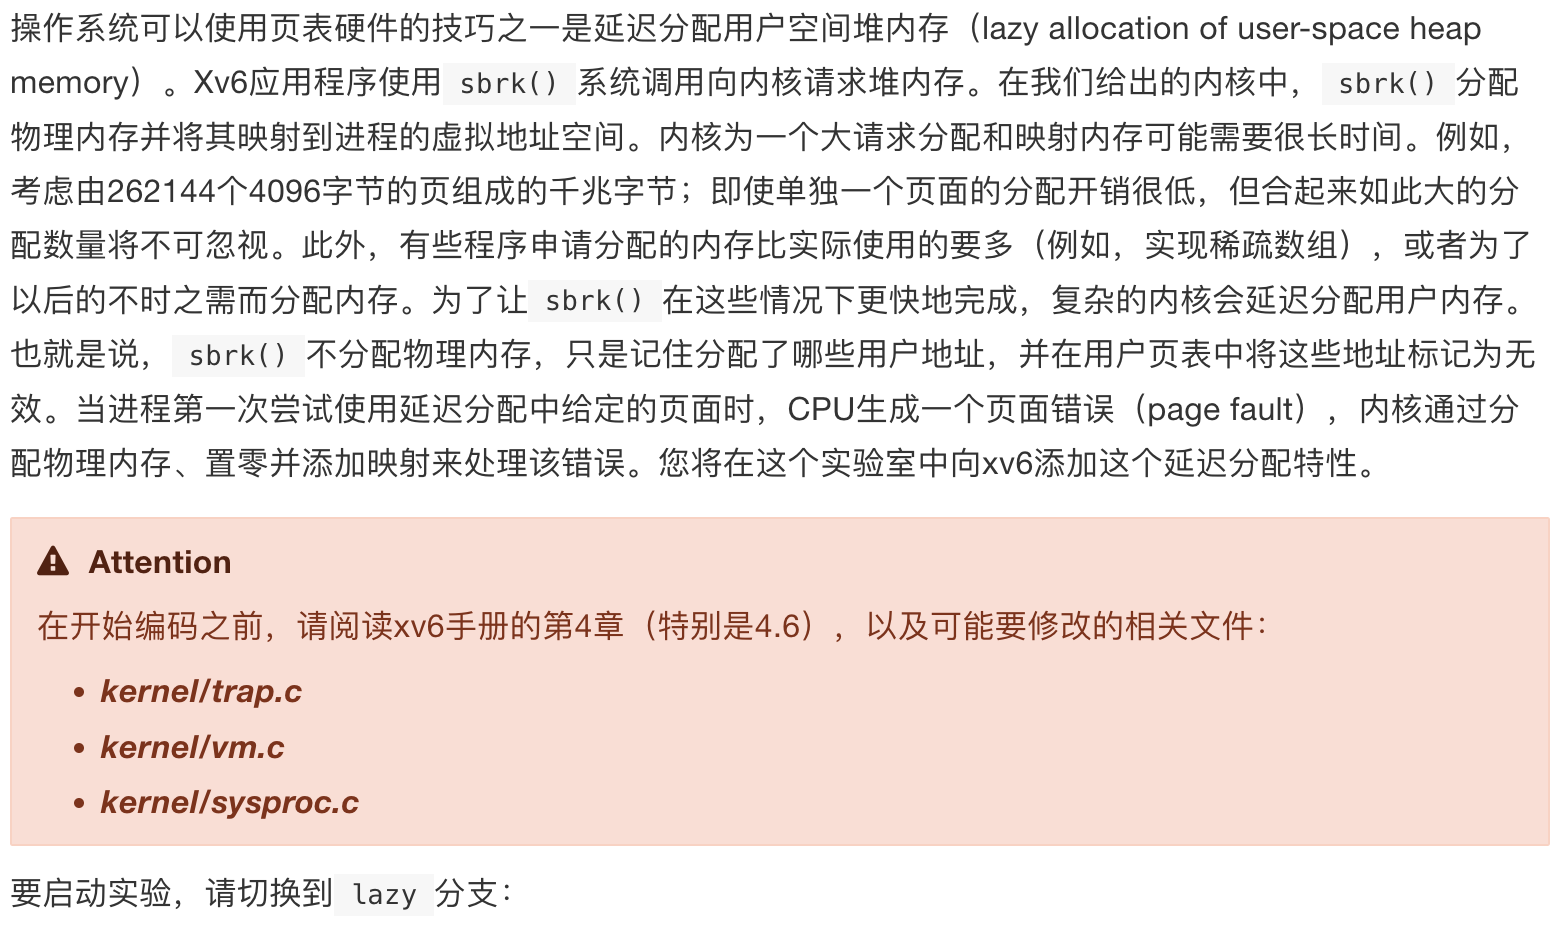 操作系统可以使用页表硬件的技巧之一是延迟分配用户空间堆内存（lazy allocation of user-space heap
memory）。Xv6应用程序使用 sbrk() 系统调用向内核请求堆内存。在我们给出的内核中， sbrk() 分配
物理内存并将其映射到进程的虚拟地址空间。内核为一个大请求分配和映射内存可能需要很长时间。例如，
考虑由262144个4096字节的页组成的千兆字节；即使单独一个页面的分配开销很低，但合起来如此大的分
配数量将不可忽视。此外，有些程序申请分配的内存比实际使用的要多（例如，实现稀疏数组），或者为了
以后的不时之需而分配内存。为了让 sbrk() 在这些情况下更快地完成，复杂的内核会延迟分配用户内存。
也就是说， sbrk() 不分配物理内存，只是记住分配了哪些用户地址，并在用户页表中将这些地址标记为无
效。当进程第一次尝试使用延迟分配中给定的页面时，CPU生成一个页面错误（page fault），内核通过分
配物理内存、置零并添加映射来处理该错误。您将在这个实验室中向xv6添加这个延迟分配特性。
Attention
在开始编码之前，请阅读xv6手册的第4章（特别是4.6），以及可能要修改的相关文件：
• kernel/trap.c
• kernel/vm.c
• kernel/sysproc.c
要启动实验，请切换到 lazy 分支：